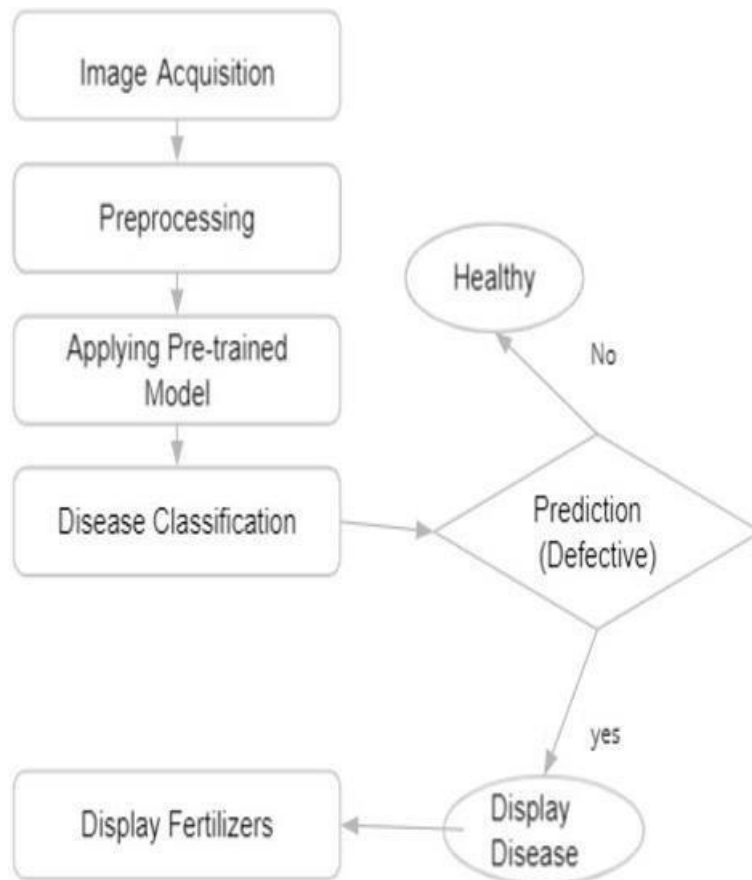 Image Acquisition
Preprocessing
Healthy
Applying Pre-trained
Model
No
Disease Classification
Prediction
(Defective)
yes
Display Fertilizers
Display
Disease